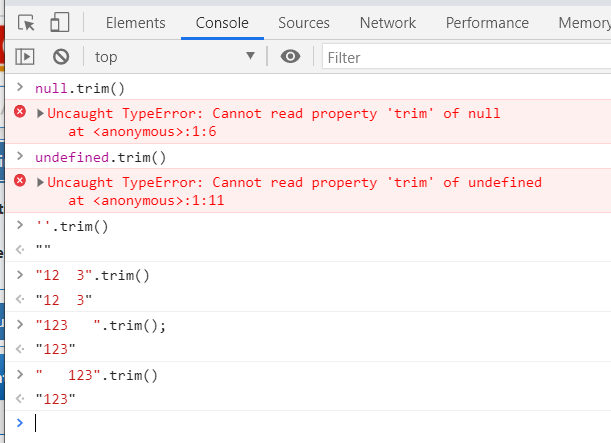 Elements Console Sources Network Performance Memory
top Filter
null.trim()
Uncaught TypeError: Cannot read property 'trim' of null
at <anonymous>:1:6
undefined.trim()
Uncaught TypeError: Cannot read property 'trim' of undefined
at <anonymous>:1:11
''.trim()
""
"12  3".trim()
"12  3"
"123   ".trim();
"123"
"   123".trim()
"123"